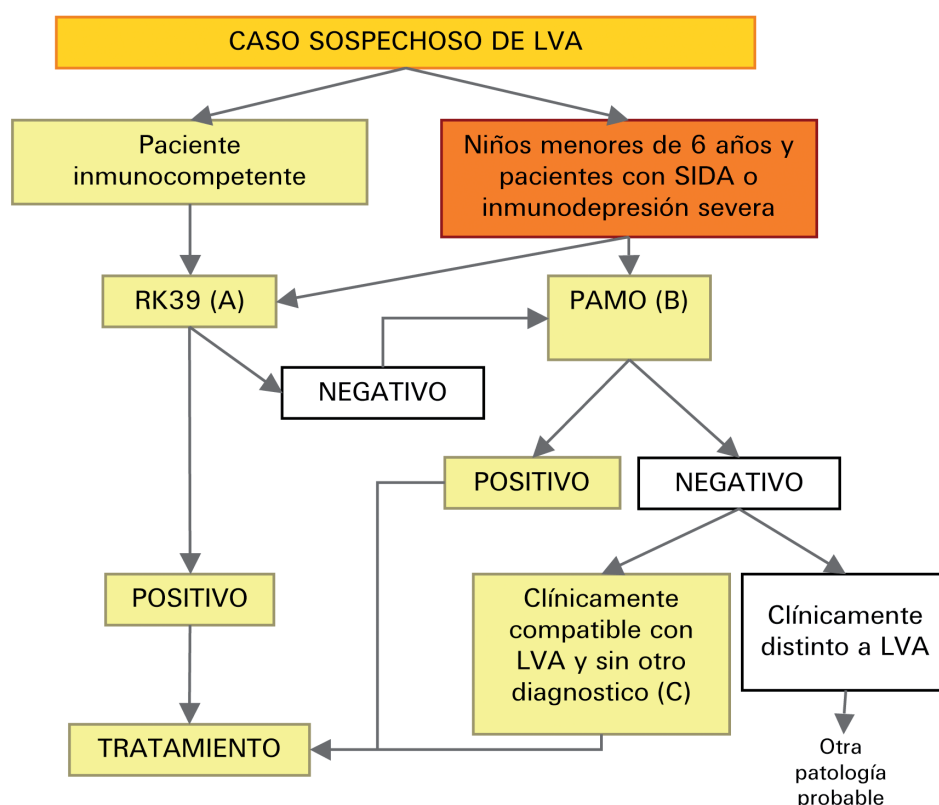 CASO SOSPECHOSO DE LVA
Paciente
inmunocompetente
Niños menores de 6 años y
pacientes con SIDA o
inmunodepresión severa
RK39 (A)
PAMO (B)
NEGATIVO
POSITIVO
NEGATIVO
POSITIVO
Clínicamente
compatible con
LVA y sin otro
diagnostico (C)
Clínicamente
distinto a LVA
TRATAMIENTO
Otra
patología
probable